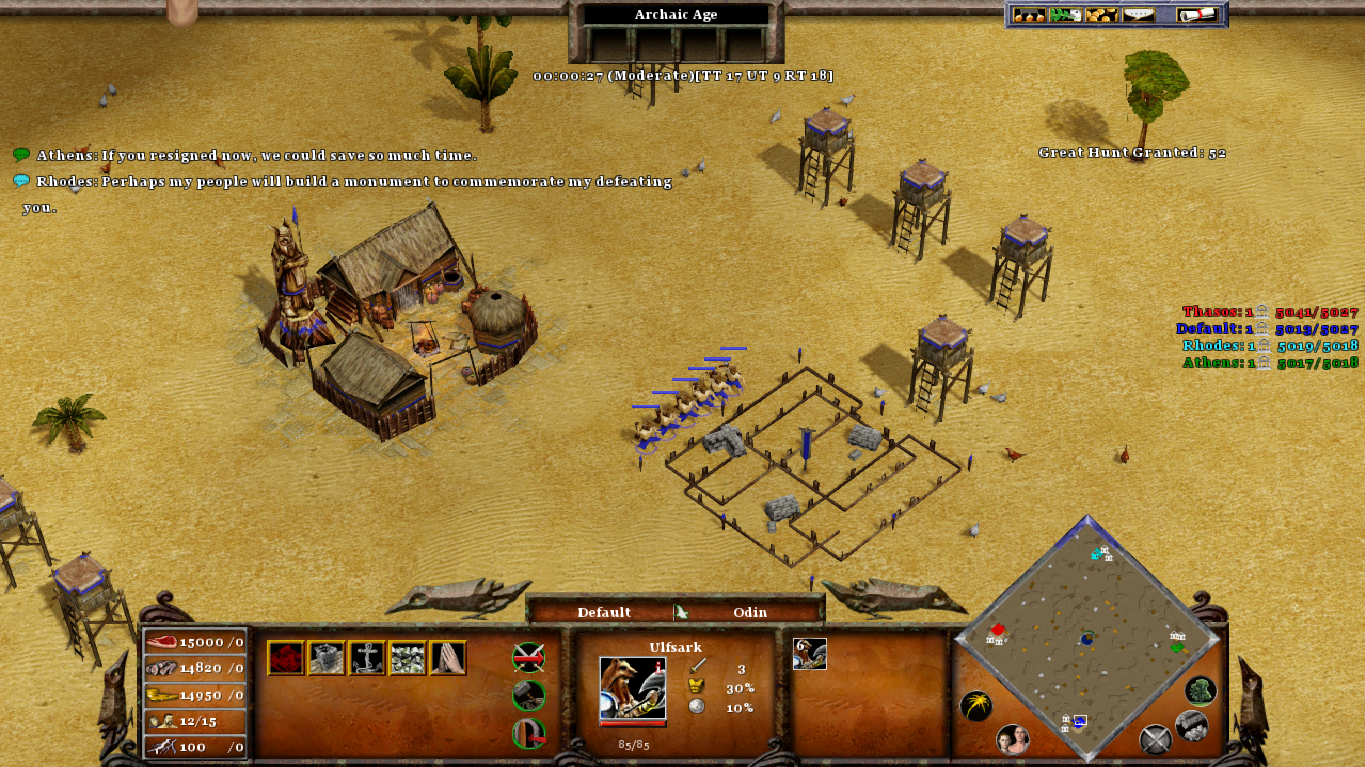 Archaic Age
00:00:27 (Moderate)[TT 17 UT 9 RT 18]
Athens: If you resigned now, we could save so much time.
Rhodes: Perhaps my people will build a monument to commemorate my defeating
you.
Great Hunt Granted: 52
Thasos: 1 5041/5027
Default: 1 5013/5027
Rhodes: 1 5019/5018
Athens: 1 5017/5018
Default Odin
15000 /0
14820 /0
14950 /0
12/15
100 /0
Ulfsark
3
30%
10%
85/85
6